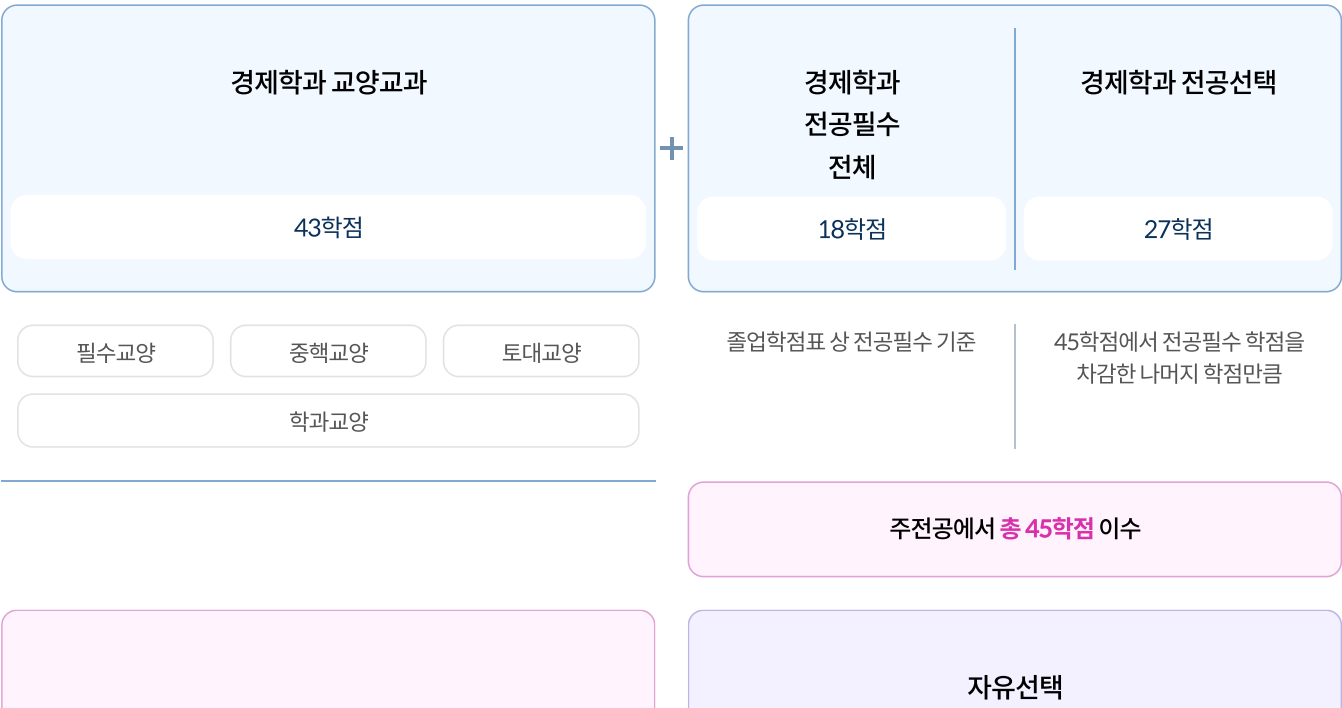 경제학과 교양교과
43학점
필수교양
중핵교양
토대교양
학과교양
+
경제학과
전공필수
전체
18학점
졸업학점표 상 전공필수 기준
경제학과 전공선택
27학점
45학점에서 전공필수 학점을
차감한 나머지 학점만큼
주전공에서 총 45학점 이수
자유선택